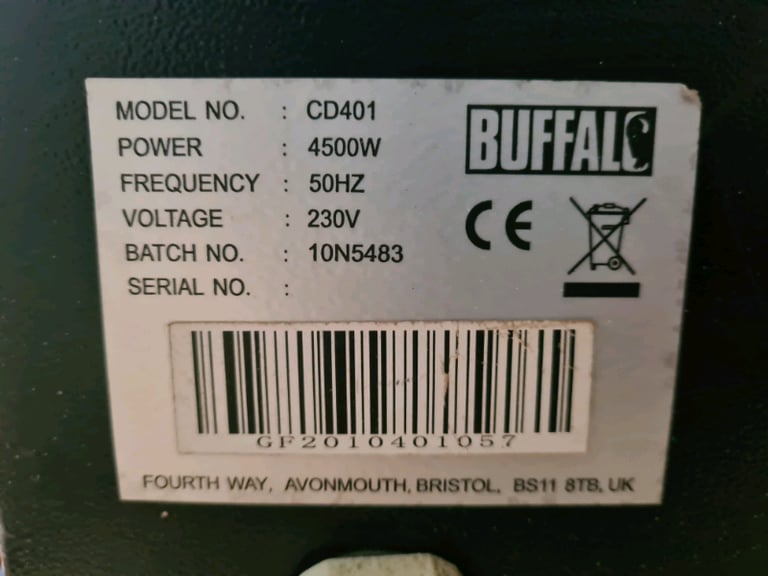 MODEL NO. : CD401
POWER : 4500W
FREQUENCY : 50HZ
VOLTAGE : 230V
BATCH NO. : 10N5483
SERIAL NO. :
BUFFALO
CE
GF2010401057
FOURTH WAY, AVONMOUTH, BRISTOL, BS11 8TB, UK